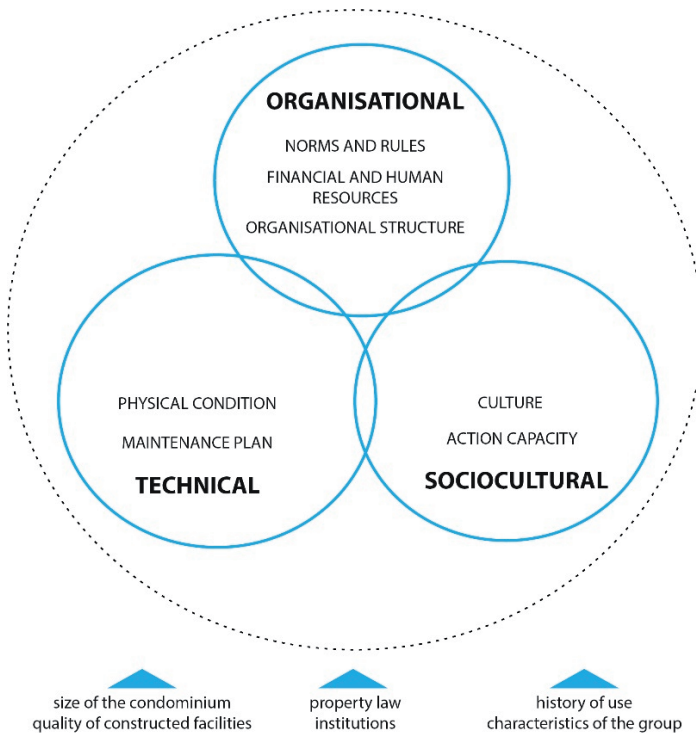 ORGANISATIONAL
NORMS AND RULES
FINANCIAL AND HUMAN
RESOURCES
ORGANISATIONAL STRUCTURE
PHYSICAL CONDITION
MAINTENANCE PLAN
TECHNICAL
CULTURE
ACTION CAPACITY
SOCIOCULTURAL
size of the condominium
quality of constructed facilities
property law
institutions
history of use
characteristics of the group